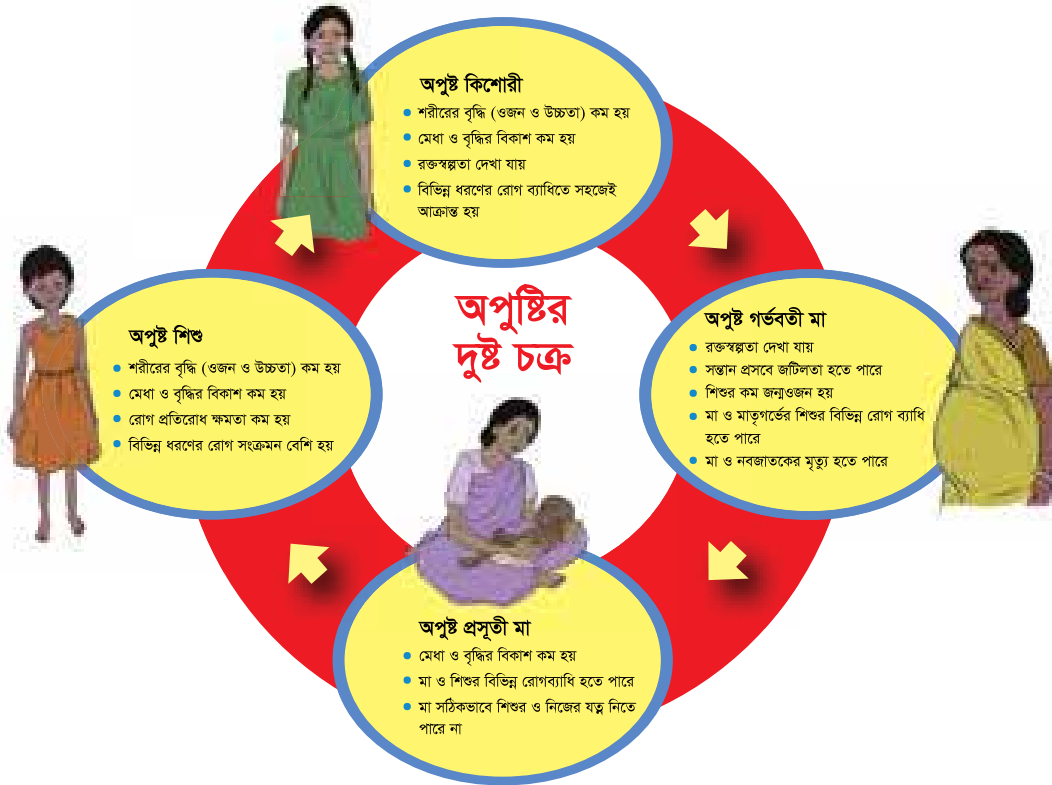 অপুষ্ট কিশোরী
শরীরের বৃদ্ধি (ওজন ও উচ্চতা) কম হয়
মেধা ও বৃদ্ধির বিকাশ কম হয়
রক্তস্বল্পতা দেখা যায়
বিভিন্ন ধরণের রোগ ব্যাধিতে সহজেই
আক্রান্ত হয়
অপুষ্টির
দুষ্ট চক্র
অপুষ্ট গর্ভবতী মা
রক্তস্বল্পতা দেখা যায়
সন্তান প্রসবে জটিলতা হতে পারে
শিশুর কম জন্মওজন হয়
মা ও মাতৃগর্ভের শিশুর বিভিন্ন রোগ ব্যাধি
হতে পারে
মা ও নবজাতকের মৃত্যু হতে পারে
অপুষ্ট প্রসূতী মা
মেধা ও বৃদ্ধির বিকাশ কম হয়
মা ও শিশুর বিভিন্ন রোগব্যাধি হতে পারে
মা সঠিকভাবে শিশুর ও নিজের যত্ন নিতে
পারে না
অপুষ্ট শিশু
শরীরের বৃদ্ধি (ওজন ও উচ্চতা) কম হয়
মেধা ও বৃদ্ধির বিকাশ কম হয়
রোগ প্রতিরোধ ক্ষমতা কম হয়
বিভিন্ন ধরণের রোগ সংক্রমন বেশি হয়